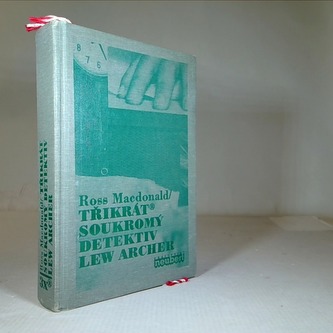 8 7 6
Ross Macdonald/
TŘIKRÁT
SOUKROMÝ
DETEKTIV
LEW ARCHER
Ross Macdonald/TŘIKRÁT
SOUKROMÝ DETEKTIV
LEW ARCHER